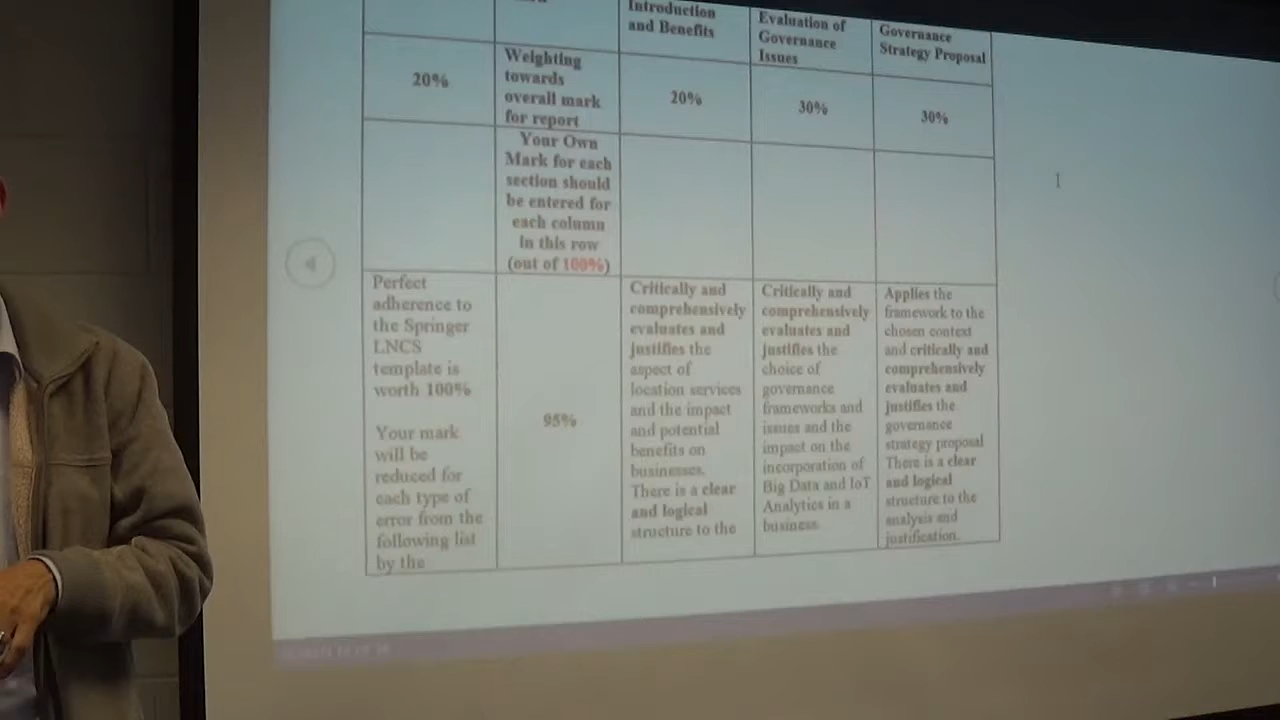 Introduction
and Benefits
Evaluation of
Governance
Issues
Governance
Strategy Proposal
20%
Weighting
towards
overall mark
for report
20%
30%
30%
Your Own
Mark for each
section should
be entered for
each column
in this row
(out of 100%)
Perfect
adherence to
the Springer
LNCS
template is
worth 100%
Your mark
will be
reduced for
each type of
error from the
following list
by the
95%
Critically and
comprehensively
evaluates and
justifies the
aspect of
location services
and the impact
and potential
benefits on
businesses.
There is a clear
and logical
structure to the
Critically and
comprehensively
evaluates and
justifies the
choice of
governance
frameworks and
issues and the
impact on the
incorporation of
Big Data and IoT
Analytics in a
business.
Applies the
framework to the
chosen context
and critically and
comprehensively
evaluates and
justifies the
governance
strategy proposal
There is a clear
and logical
structure to the
analysis and
justification.